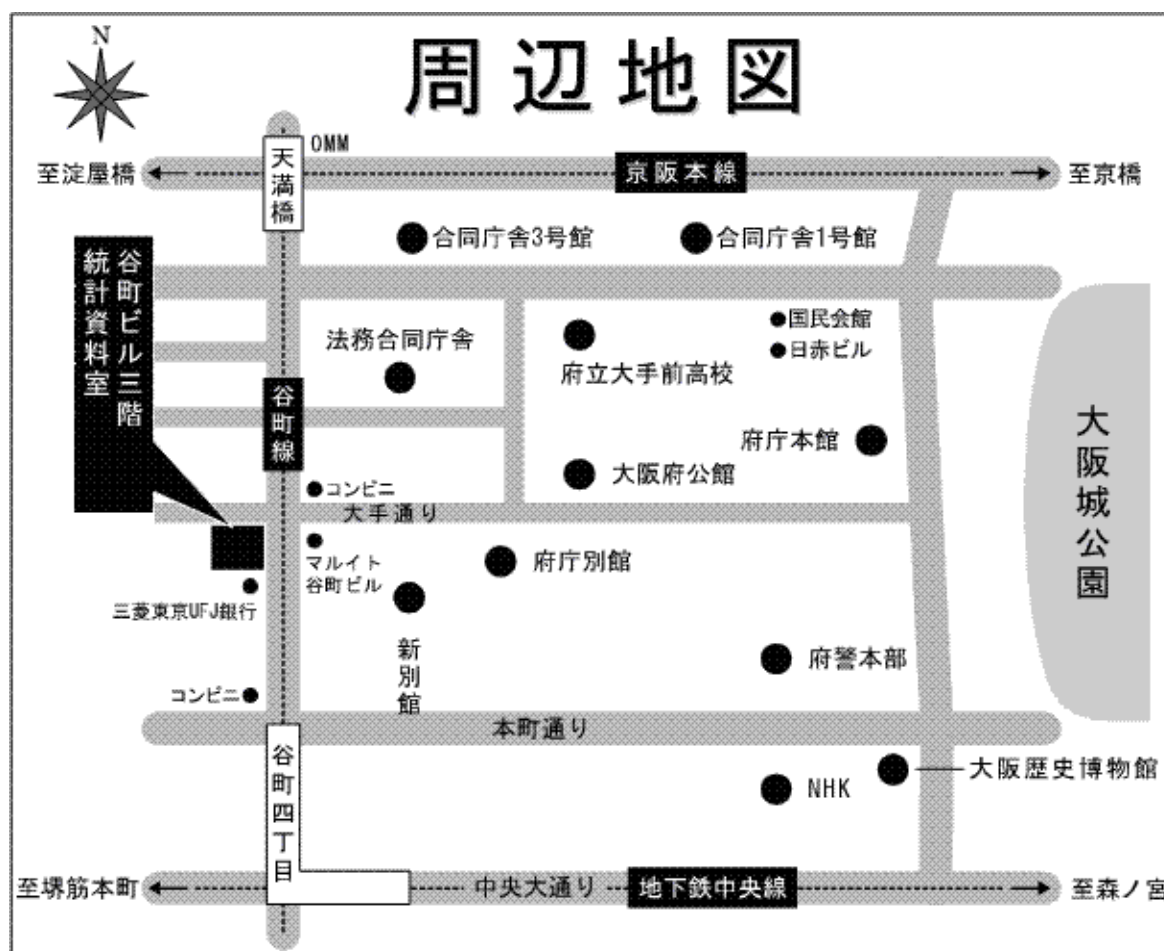 N
周辺地図
OMM
至淀屋橋
天満橋
京阪本線
至京橋
合同庁舎3号館
合同庁舎1号館
谷町ビル三階
統計資料室
法務合同庁舎
府立大手前高校
国民会館
日赤ビル
谷町線
府庁本館
大阪城公園
大阪府公館
コンビニ
大手通り
マルイト
谷町ビル
府庁別館
三菱東京UFJ銀行
新別館
府警本部
コンビニ
本町通り
谷町四丁目
NHK
大阪歴史博物館
至堺筋本町
中央大通り
地下鉄中央線
至森ノ宮